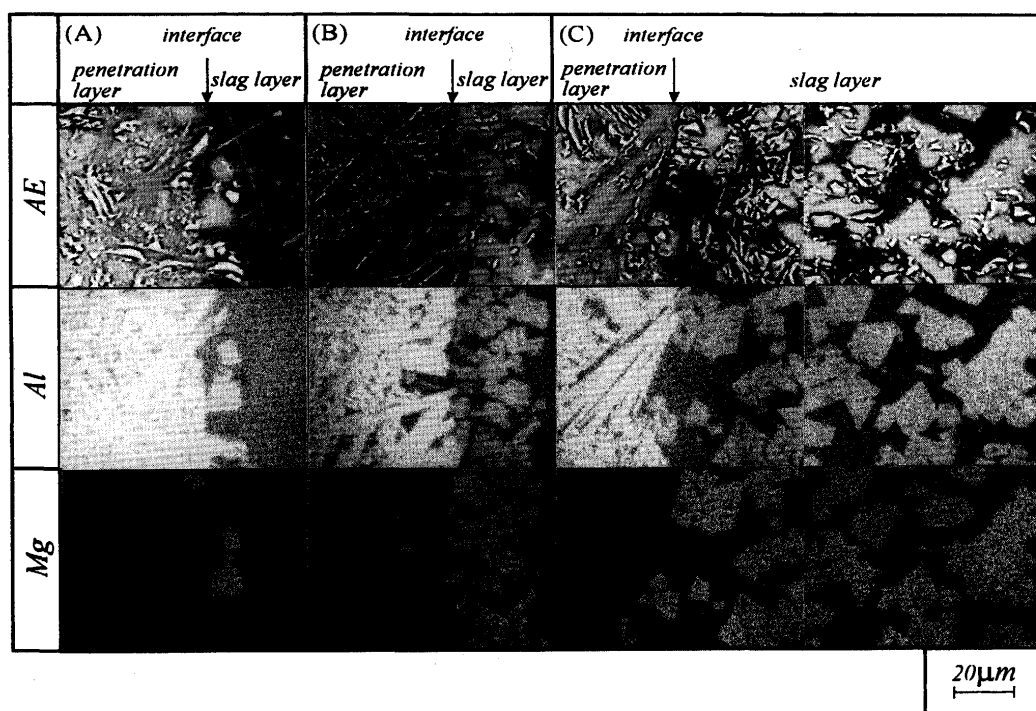 (A)
interface
penetration layer
slag layer
(B)
interface
penetration layer
slag layer
(C)
interface
penetration layer
slag layer
AE
Al
Mg
20μm